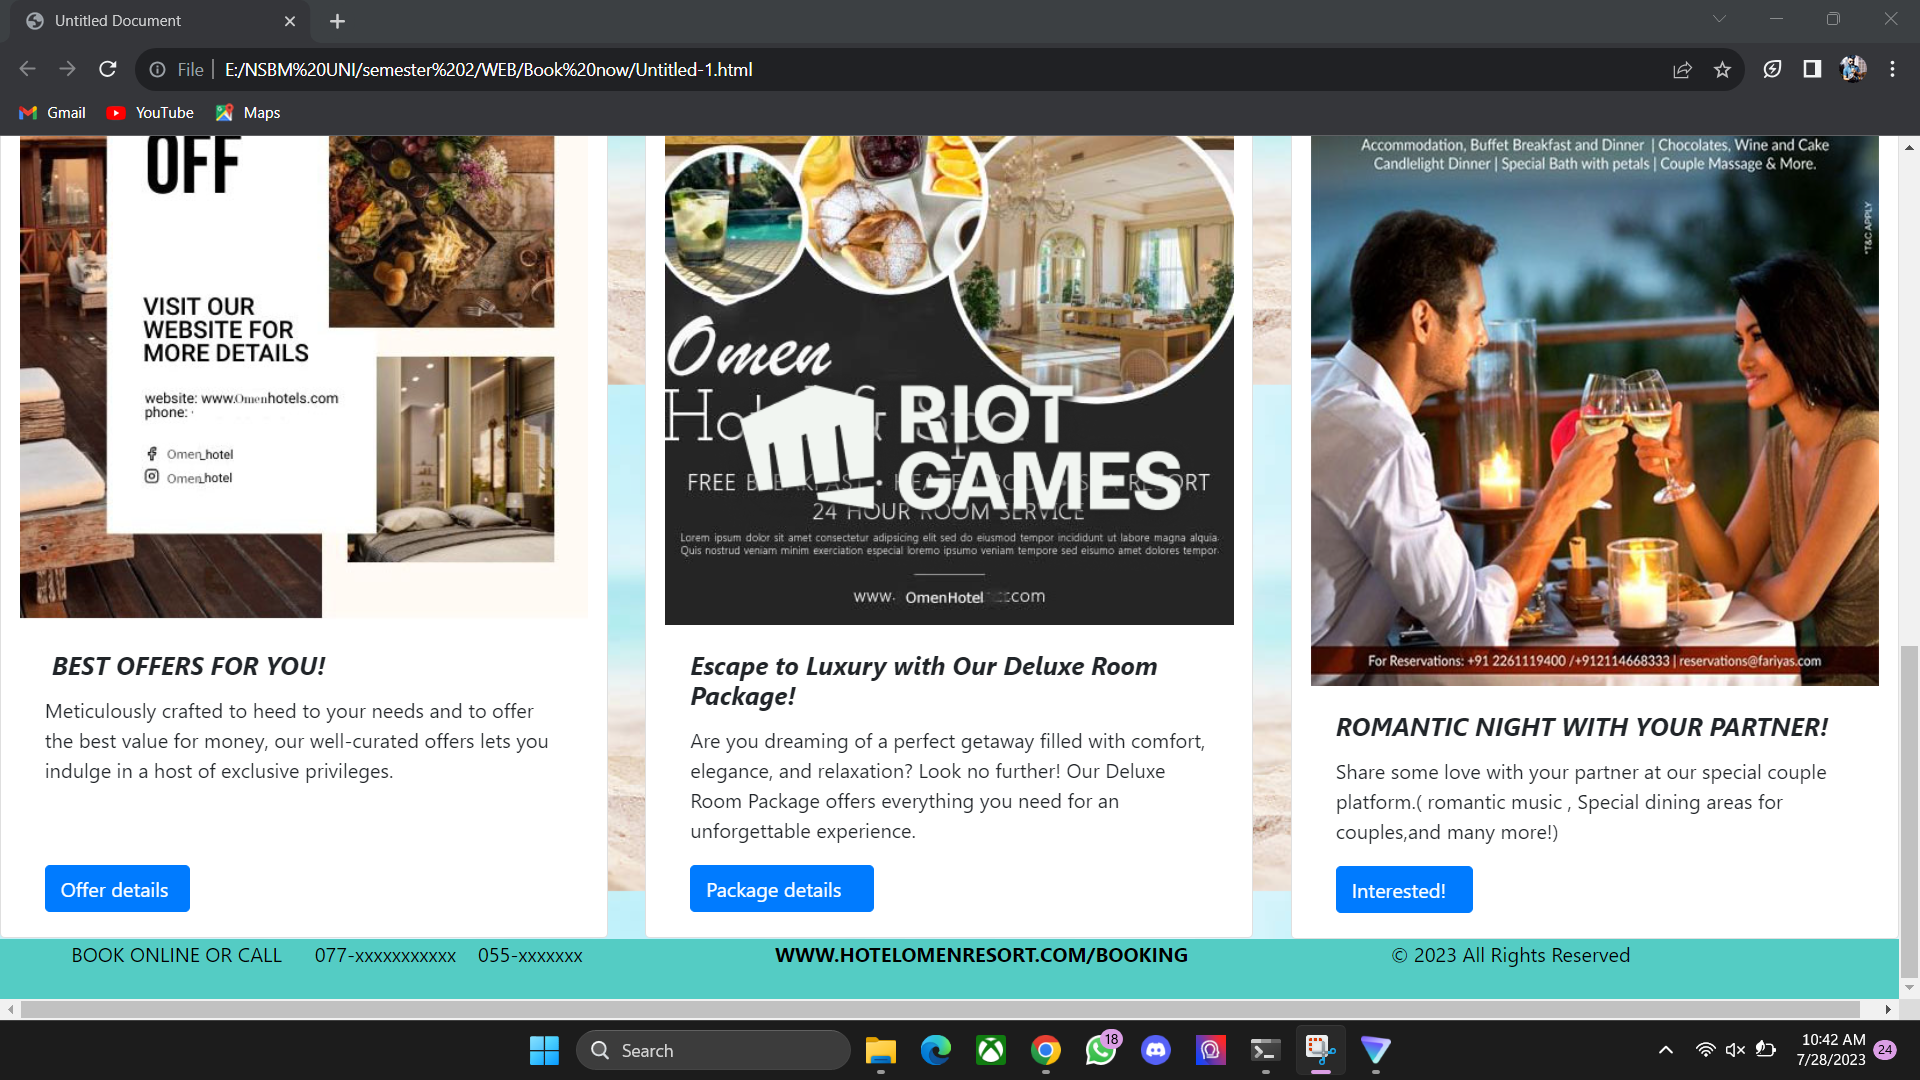 Untitled Document
File
E:/NSBM%20UNI/semester%202/WEB/Book%20now/Untitled-1.html
Gmail
YouTube
Maps
OFF
VISIT OUR
WEBSITE FOR
MORE DETAILS
website: www.Omenhotels.com
phone:
Omen_hotel
Omen_hotel
BEST OFFERS FOR YOU!
Meticulously crafted to heed to your needs and to offer
the best value for money, our well-curated offers lets you
indulge in a host of exclusive privileges.
Offer details
Omen
RIOT
GAMES
FREE
RESORT
24 HOUR ROOM SERVICE
Lorem ipsum dolor sit amet consectetur adipiscing elit sed do eiusmod tempor incididunt ut labore magna alquia
Quis nostrud veniam minim exerciation especial loremo ipsumo veniam tempore sed eisumo amet dolores tempor
www. OmenHotel .com
Escape to Luxury with Our Deluxe Room
Package!
Are you dreaming of a perfect getaway filled with comfort,
elegance, and relaxation? Look no further! Our Deluxe
Room Package offers everything you need for an
unforgettable experience.
Package details
Accommodation, Buffet Breakfast and Dinner | Chocolates, Wine and Cake
Candlelight Dinner | Special Bath with petals | Couple Massage & More.
*T&C APPLY
For Reservations: +91 2261119400 /+912114668333 | reservations@fariyas.com
ROMANTIC NIGHT WITH YOUR PARTNER!
Share some love with your partner at our special couple
platform.( romantic music , Special dining areas for
couples,and many more!)
Interested!
BOOK ONLINE OR CALL 077-xxxxxxxxxxx 055-xxxxxxx
WWW.HOTELOMENRESORT.COM/BOOKING
© 2023 All Rights Reserved
Search
18
10:42 AM
7/28/2023
24